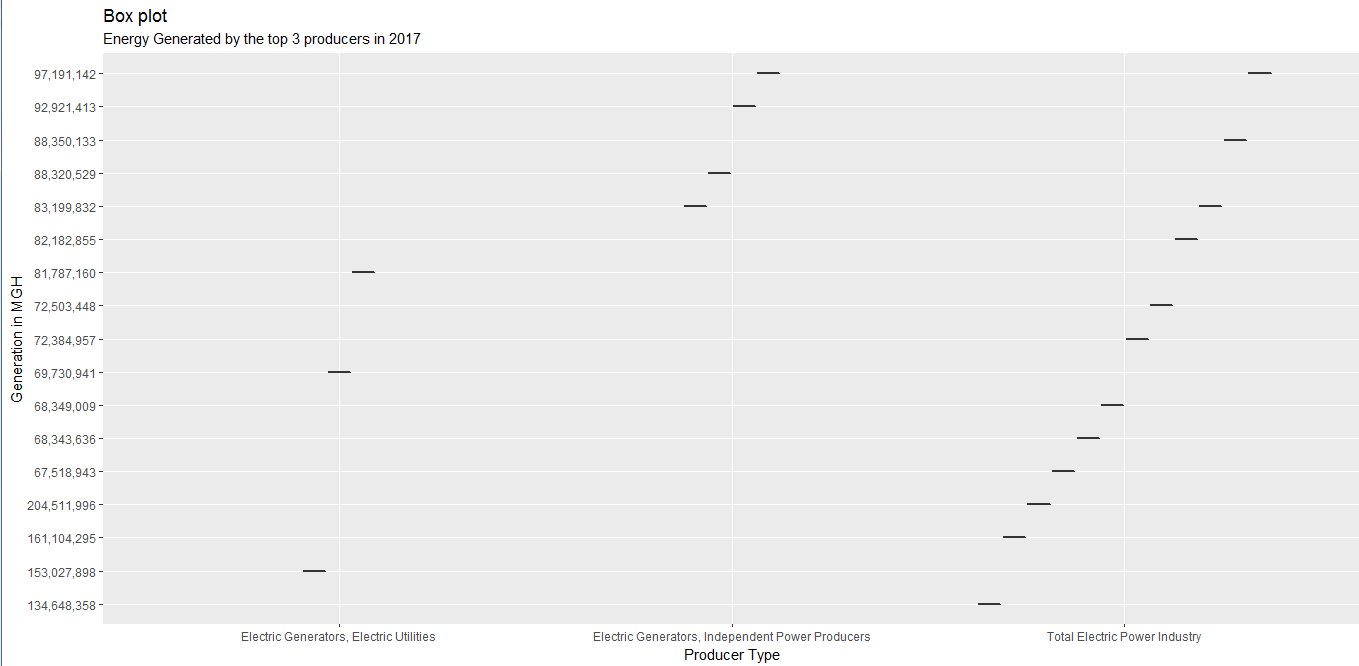 Box plot
Energy Generated by the top 3 producers in 2017
97,191,142
92,921,413
88,350,133
88,320,529
83,199,832
82,182,855
81,787,160
72,503,448
72,384,957
69,730,941
68,349,009
68,343,636
67,518,943
204,511,996
161,104,295
153,027,898
134,648,358
Generation in MGH
Electric Generators, Electric Utilities
Electric Generators, Independent Power Producers
Total Electric Power Industry
Producer Type